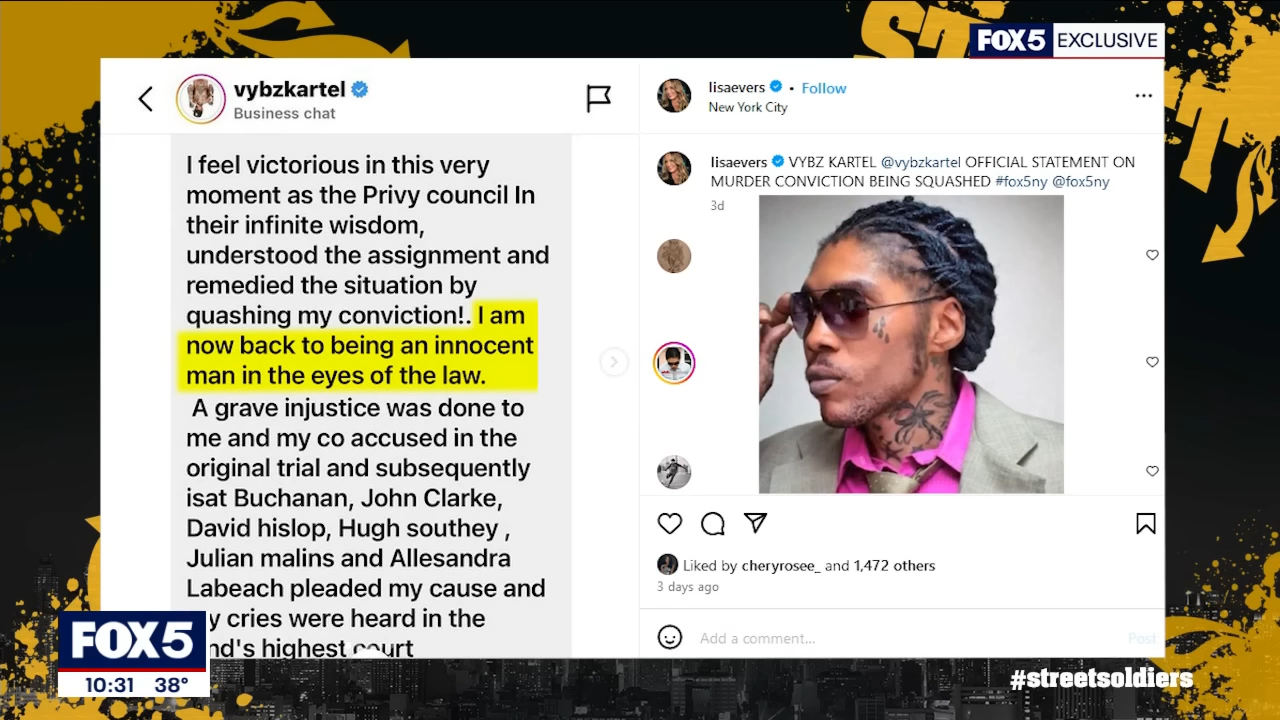 FOX5 EXCLUSIVE
vybzkartel
Business chat
I feel victorious in this very
moment as the Privy council In
their infinite wisdom,
understood the assignment and
remedied the situation by
quashing my conviction!. I am
now back to being an innocent
man in the eyes of the law.
A grave injustice was done to
me and my co accused in the
original trial and subsequently
isat Buchanan, John Clarke,
David hislop, Hugh southey ,
Julian malins and Allesandra
Labeach pleaded my cause and
y cries were heard in the
nd's highest court
lisaevers • Follow
New York City
lisaevers VYBZ KARTEL @vybzkartel OFFICIAL STATEMENT ON
MURDER CONVICTION BEING SQUASHED #fox5ny @fox5ny
3d
Liked by cheryrosee_ and 1,472 others
3 days ago
Add a comment...
Post
FOX5
10:31 38°
#streetsoldiers